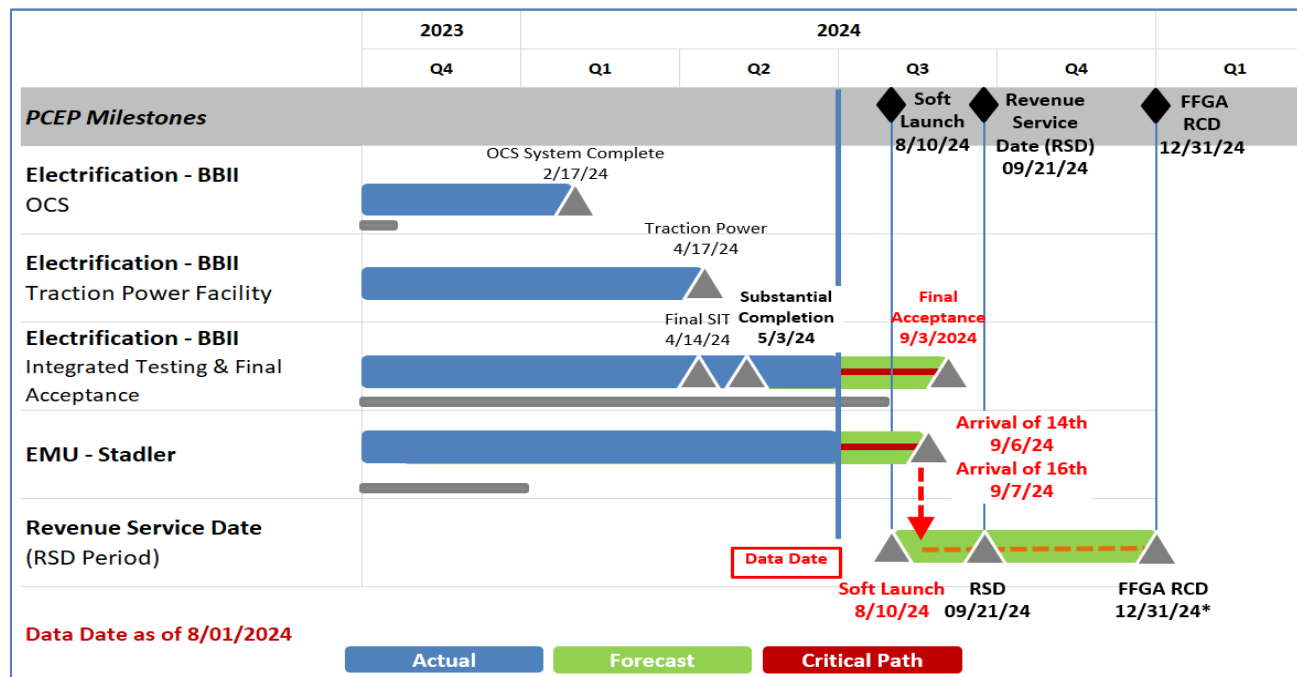 2023
2024
Q4
Q1
Q2
Q3
Q4
Q1
PCEP Milestones
Soft
Launch
8/10/24
Revenue
Service
Date (RSD)
09/21/24
FFGA
RCD
12/31/24
Electrification - BBII
OCS
OCS System Complete
2/17/24
Electrification - BBII
Traction Power Facility
Traction Power
4/17/24
Electrification - BBII
Integrated Testing & Final
Acceptance
Final SIT
4/14/24
Substantial
Completion
5/3/24
Final
Acceptance
9/3/2024
EMU - Stadler
Arrival of 14th
9/6/24
Arrival of 16th
9/7/24
Revenue Service Date
(RSD Period)
Data Date
Soft Launch
8/10/24
RSD
09/21/24
FFGA RCD
12/31/24*
Data Date as of 8/01/2024
Actual
Forecast
Critical Path